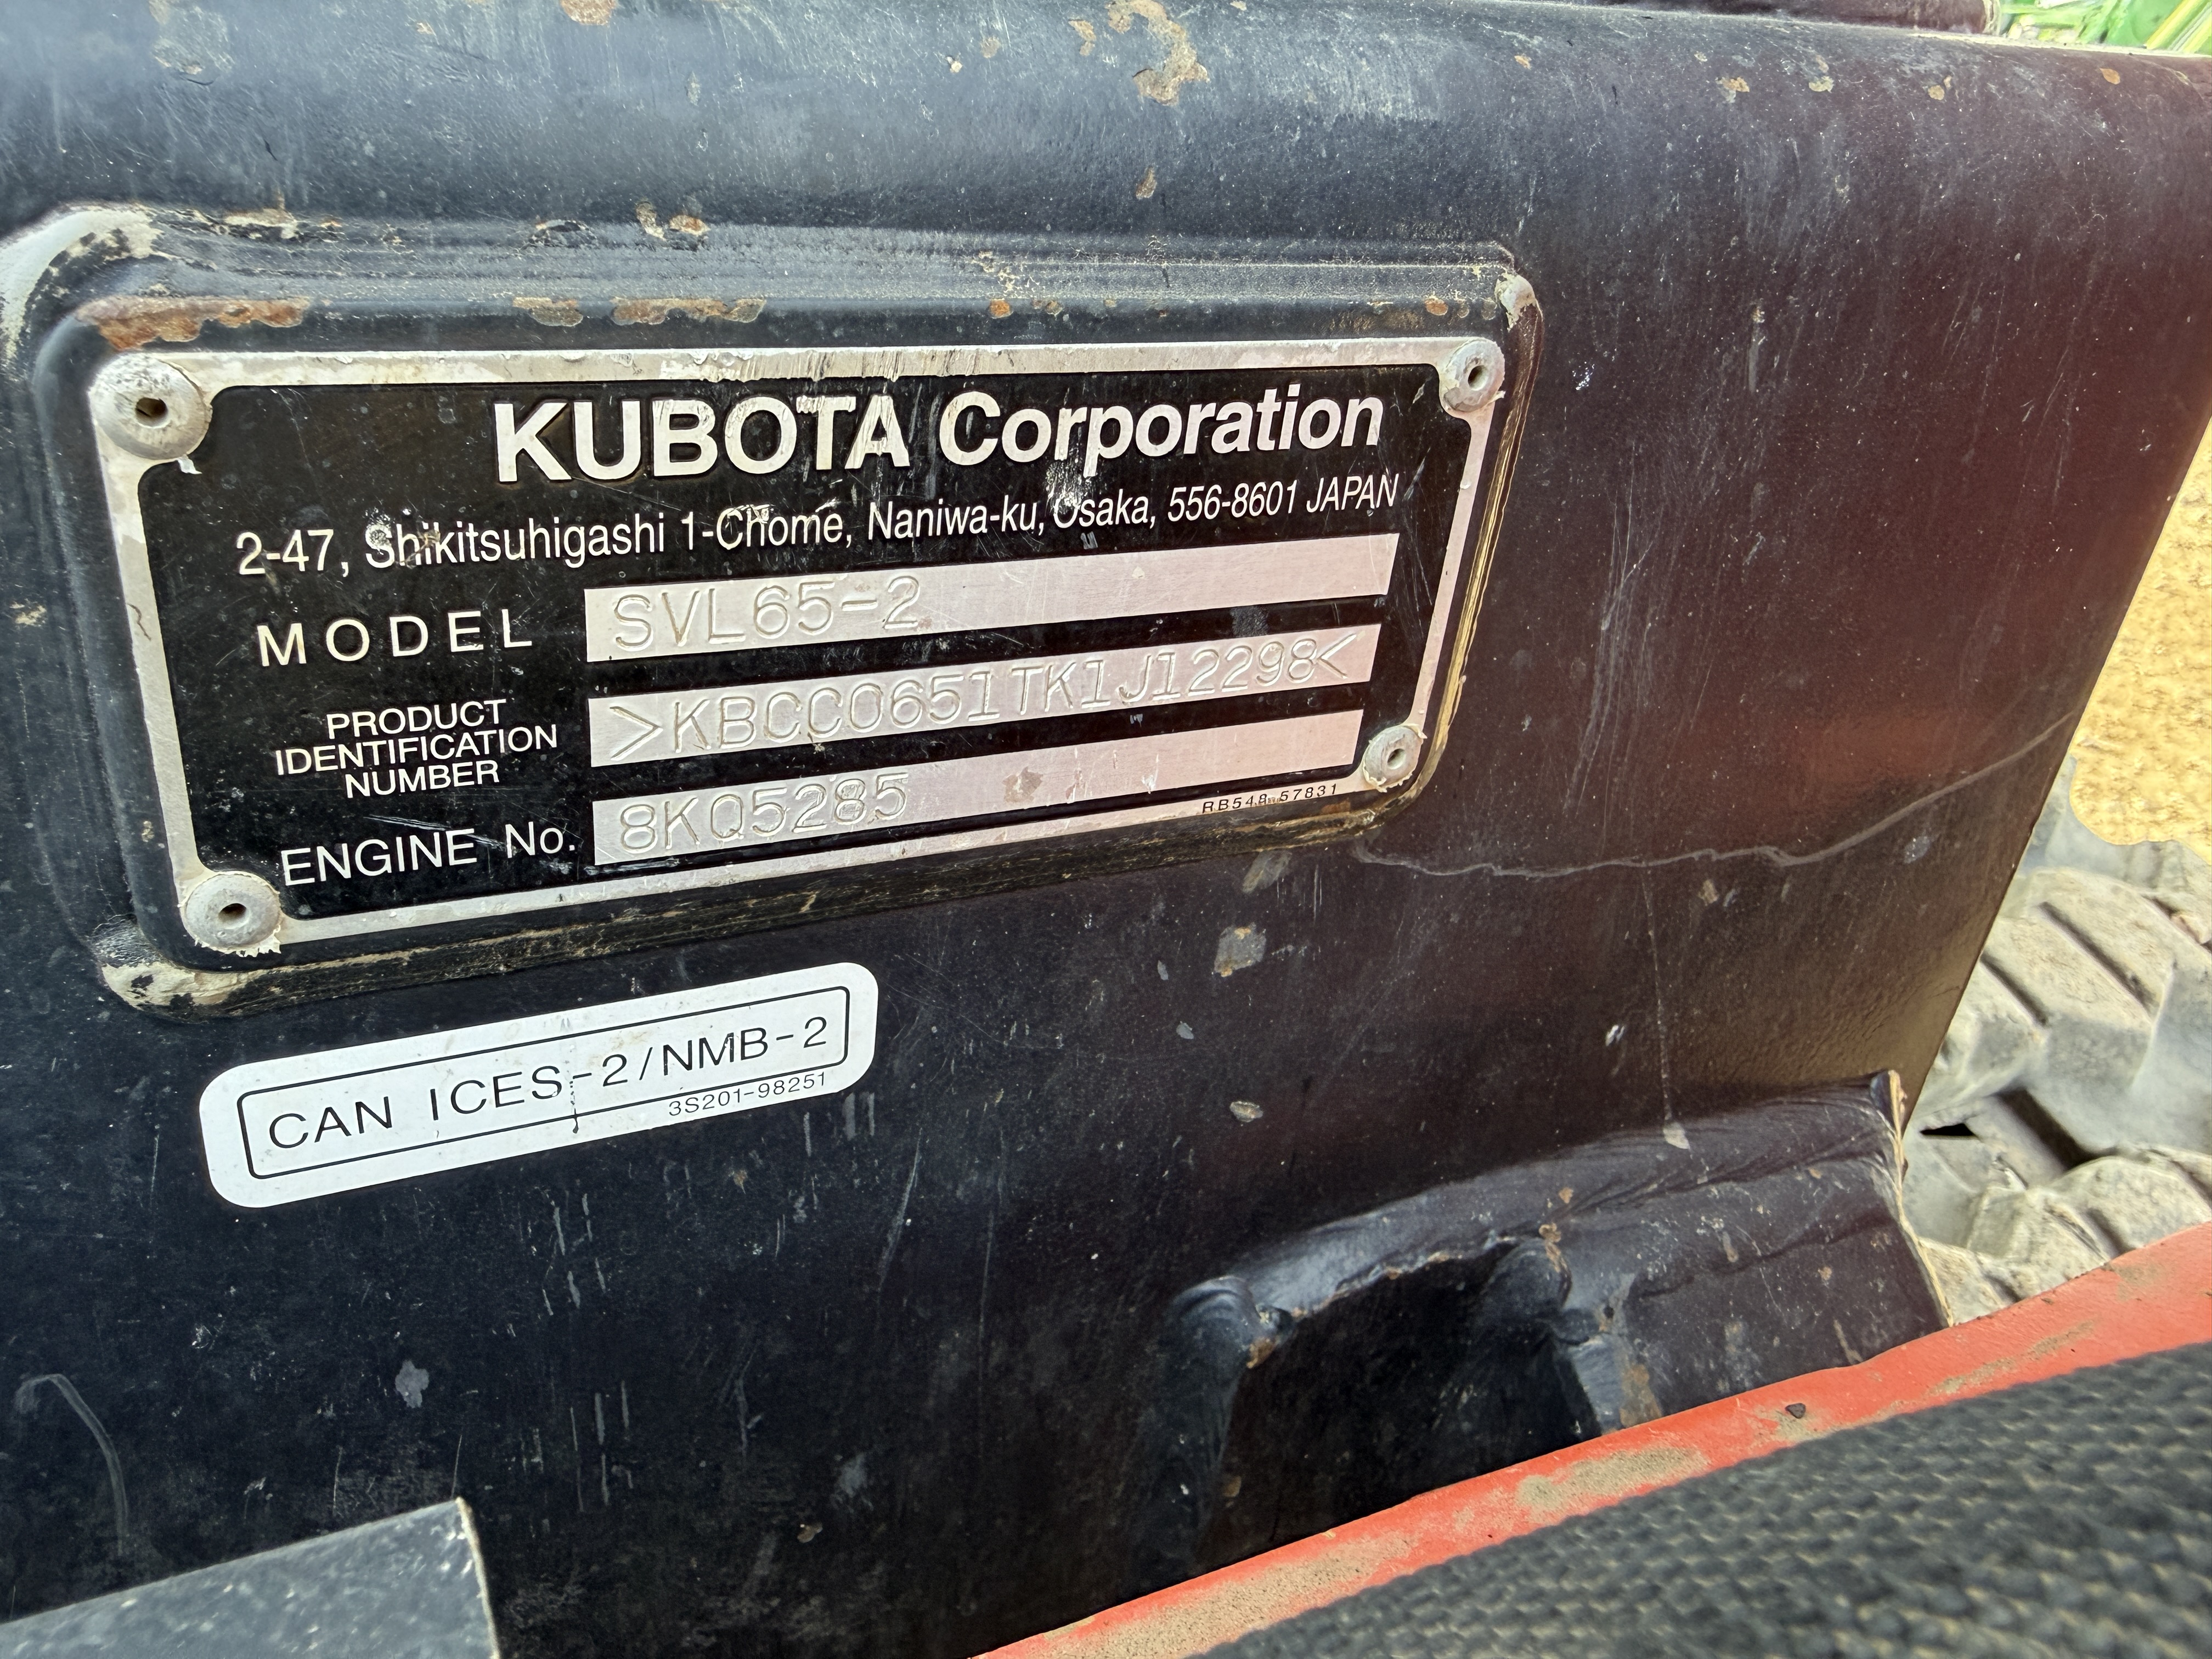 KUBOTA Corporation
2-47, Shikitsuhigashi 1-Chome, Naniwa-ku, Osaka, 556-8601 JAPAN
MODEL SVL65-2
PRODUCT
IDENTIFICATION
NUMBER >KBCC0651TK1J12298<
ENGINE No. 8KQ5285
RB548-57831
CAN ICES-2/NMB-2
3S201-98251